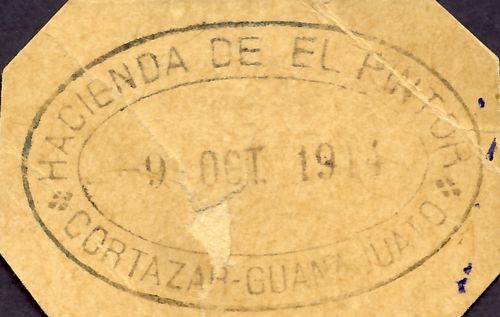 HACIENDA DE EL PINTOR
-9 OCT. 1914
CORTAZAR-GUANAJUATO